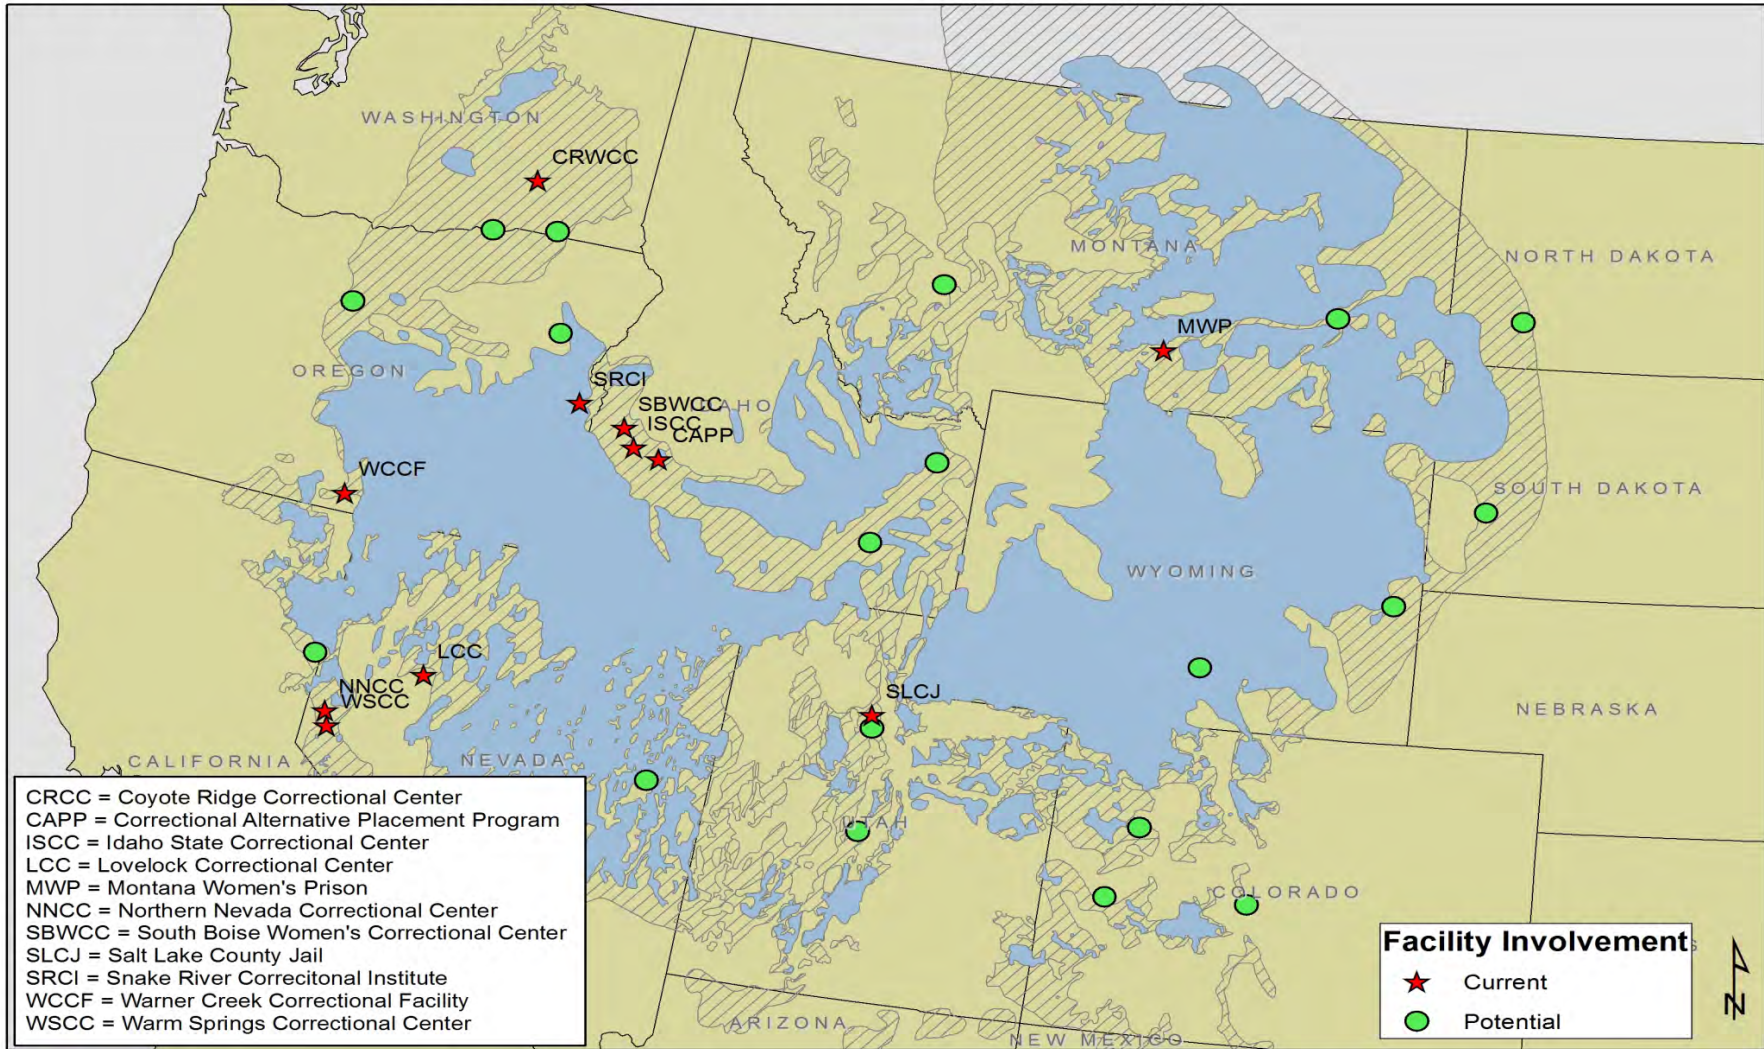 WASHINGTON
CRWCC
MONTANA
NORTH DAKOTA
MWP
OREGON
SRCI
SBWCC
IDAHO
ISCC
CAPP
WCCF
SOUTH DAKOTA
WYOMING
LCC
NNCC
WSCC
SLCJ
NEBRASKA
CALIFORNIA
NEVADA
UTAH
COLORADO
ARIZONA
NEW MEXICO
CRCC = Coyote Ridge Correctional Center
CAPP = Correctional Alternative Placement Program
ISCC = Idaho State Correctional Center
LCC = Lovelock Correctional Center
MWP = Montana Women's Prison
NNCC = Northern Nevada Correctional Center
SBWCC = South Boise Women's Correctional Center
SLCJ = Salt Lake County Jail
SRCI = Snake River Correcitonal Institute
WCCF = Warner Creek Correctional Facility
WSCC = Warm Springs Correctional Center
Facility Involvement
Current
Potential
N